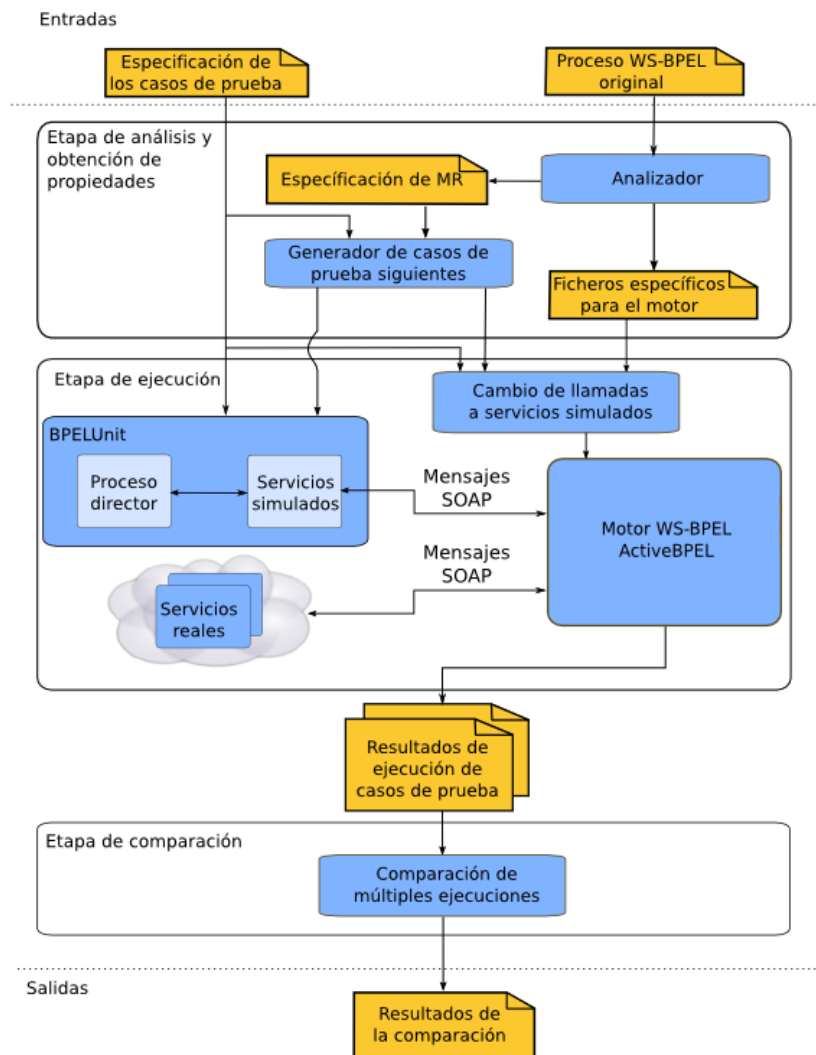 Entradas
Especificación de
los casos de prueba
Proceso WS-BPEL
original
Etapa de análisis y
obtención de
propiedades
Específicación de MR
Analizador
Generador de casos de
prueba siguientes
Ficheros específicos
para el motor
Etapa de ejecución
Cambio de llamadas
a servicios simulados
BPELUnit
Proceso
director
Servicios
simulados
Mensajes
SOAP
Motor WS-BPEL
ActiveBPEL
Mensajes
SOAP
Servicios
reales
Resultados de
ejecución de
casos de prueba
Etapa de comparación
Comparación de
múltiples ejecuciones
Salidas
Resultados de
la comparación